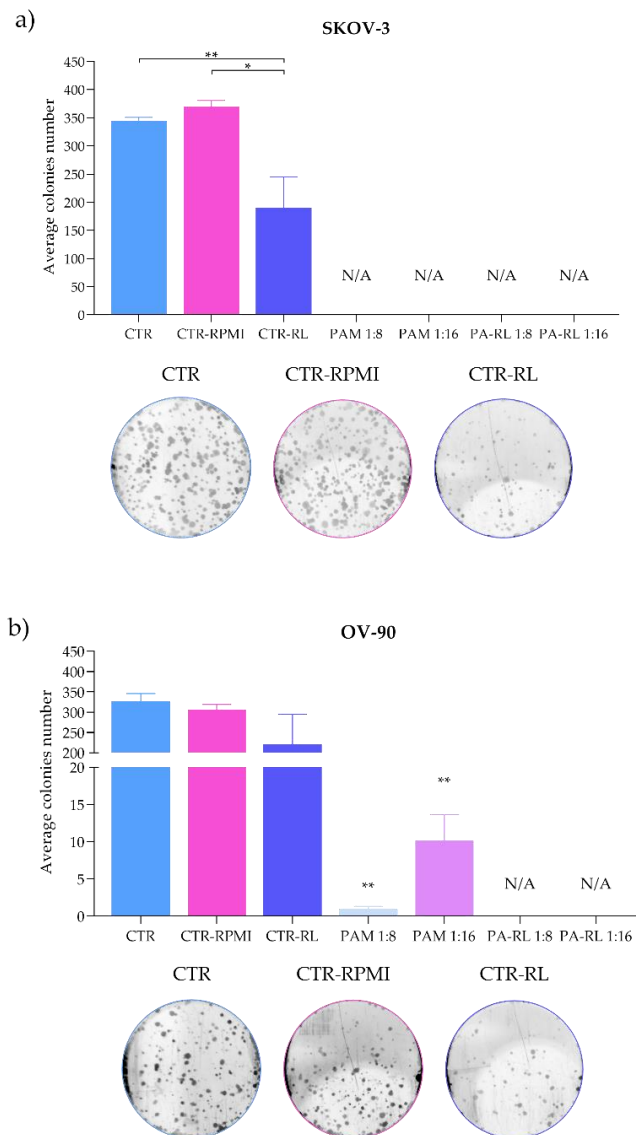 a)
SKOV-3
**
*
450
400
350
300
250
200
150
100
50
0
Average colonies number
N/A N/A N/A N/A
CTR CTR-RPMI CTR-RL PAM 1:8 PAM 1:16 PA-RL 1:8 PA-RL 1:16
CTR CTR-RPMI CTR-RL
b)
OV-90
450
400
350
300
250
200
20
15
10
5
0
Average colonies number
**
**
N/A N/A
CTR CTR-RPMI CTR-RL PAM 1:8 PAM 1:16 PA-RL 1:8 PA-RL 1:16
CTR CTR-RPMI CTR-RL